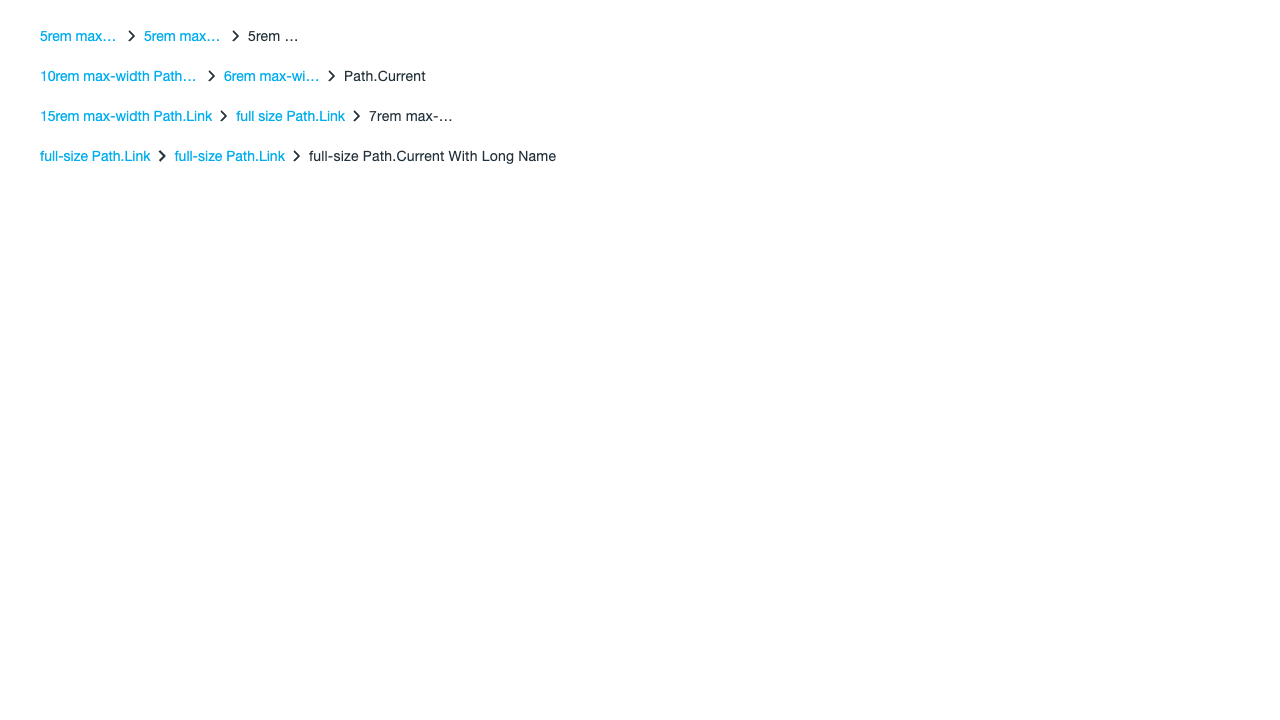 5rem max… 5rem max… 5rem …
10rem max-width Path… 6rem max-wi… Path.Current
15rem max-width Path.Link full size Path.Link 7rem max-…
full-size Path.Link full-size Path.Link full-size Path.Current With Long Name